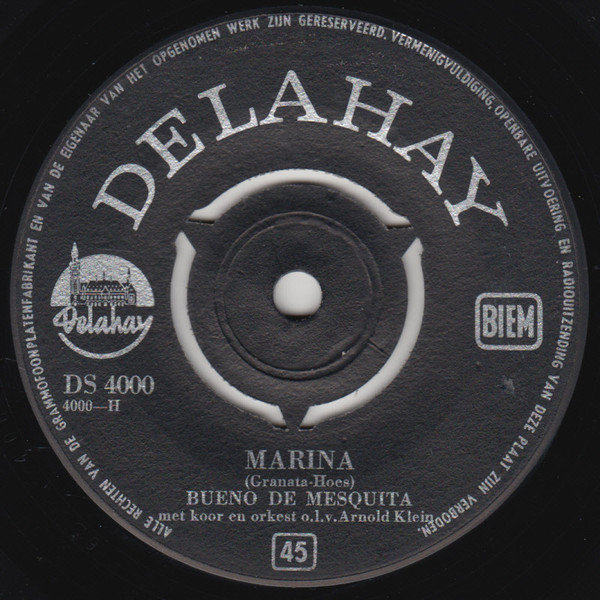 ALLE RECHTEN VAN DE GRAMMOFOONPLATENFABRIKANT EN VAN DE EIGENAAR VAN HET OPGENOMEN WERK ZIJN GERESERVEERD. VERMENIGVULDIGING, OPENBARE UITVOERING EN RADIOUITZENDING VAN DEZE PLAAT ZIJN VERBODEN.
DELAHAY
Delahay
BIEM
DS 4000
4000—H
MARINA
(Granata-Hoes)
BUENO DE MESQUITA
met koor en orkest o.l.v. Arnold Klein
45